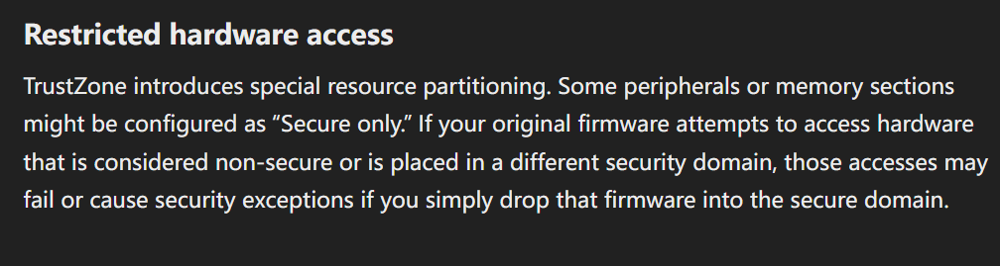 Restricted hardware access
TrustZone introduces special resource partitioning. Some peripherals or memory sections
might be configured as “Secure only.” If your original firmware attempts to access hardware
that is considered non-secure or is placed in a different security domain, those accesses may
fail or cause security exceptions if you simply drop that firmware into the secure domain.